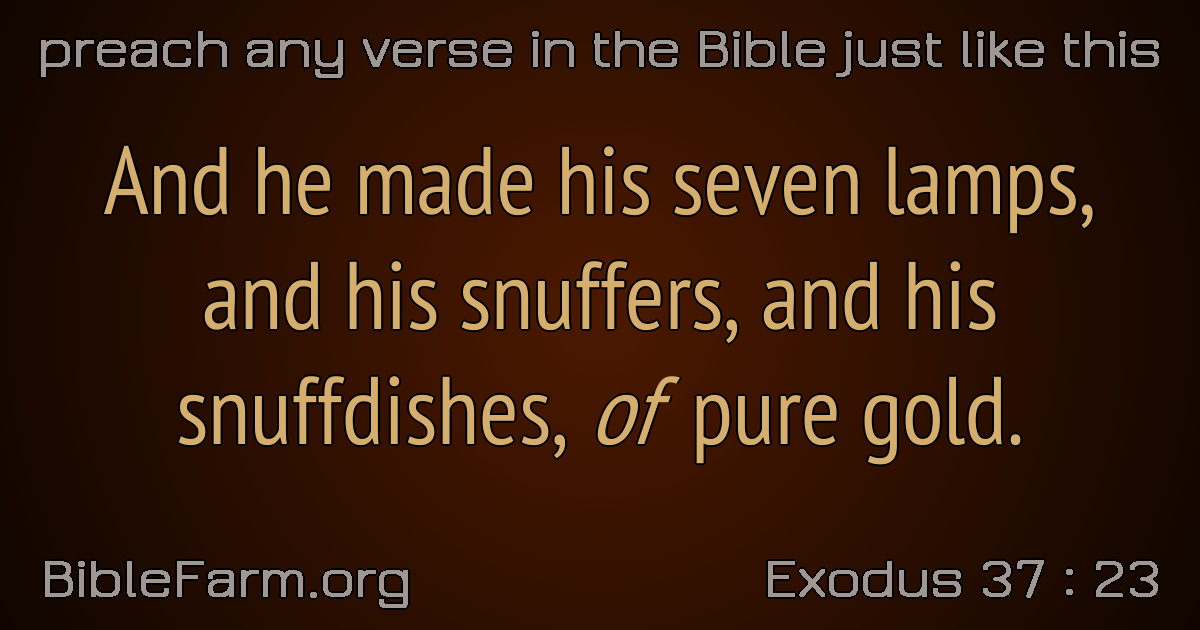 preach any verse in the Bible just like this
And he made his seven lamps,
and his snuffers, and his
snuffdishes, of pure gold.
BibleFarm.org
Exodus 37 : 23